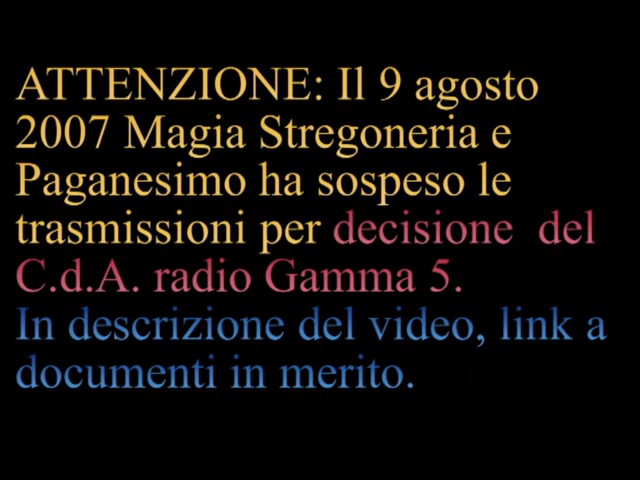 ATTENZIONE: Il 9 agosto
2007 Magia Stregoneria e
Paganesimo ha sospeso le
trasmissioni per decisione  del
C.d.A. radio Gamma 5.
In descrizione del video, link a
documenti in merito.